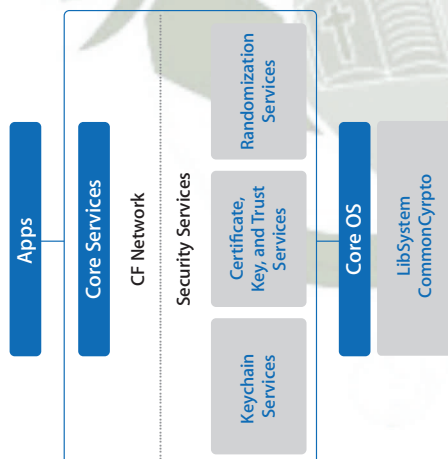 Apps
Core Services
CF Network
Security Services
Keychain
Services
Certificate,
Key, and Trust
Services
Randomization
Services
Core OS
LibSystem
CommonCyrpto